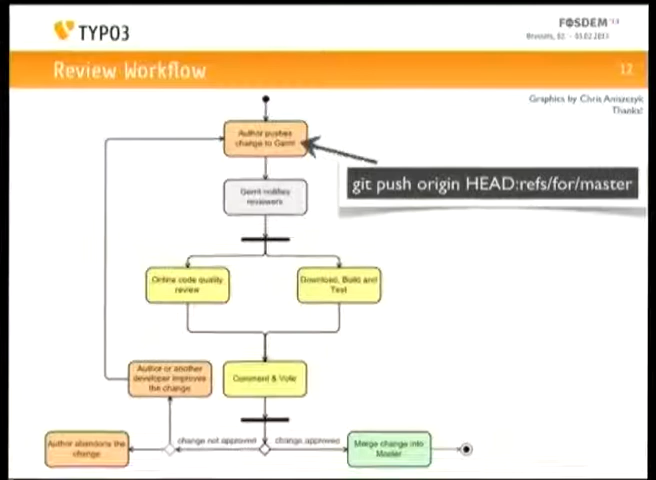 TYPO3
FOSDEM'13
Brussels, 02. - 03.02.2013
Review Workflow
12
Graphics by Chris Aniszczyk
Thanks!
Author pushes
change to Gerrit
git push origin HEAD:refs/for/master
Gerrit notifies
reviewers
Online code quality
review
Download, Build and
Test
Author or another
developer improves
the change
Comment & Vote
Author abandons the
change
change not approved
change approved
Merge change into
Master